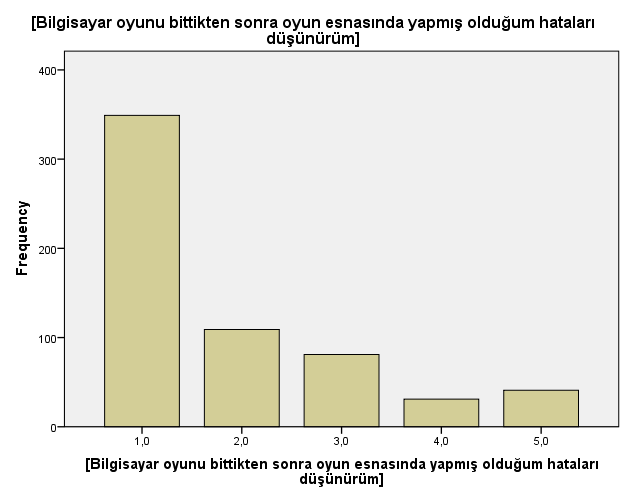 [Bilgisayar oyunu bittikten sonra oyun esnasında yapmış olduğum hataları
düşünürüm]
400
300
200
100
0
Frequency
1,0 2,0 3,0 4,0 5,0
[Bilgisayar oyunu bittikten sonra oyun esnasında yapmış olduğum hataları
düşünürüm]